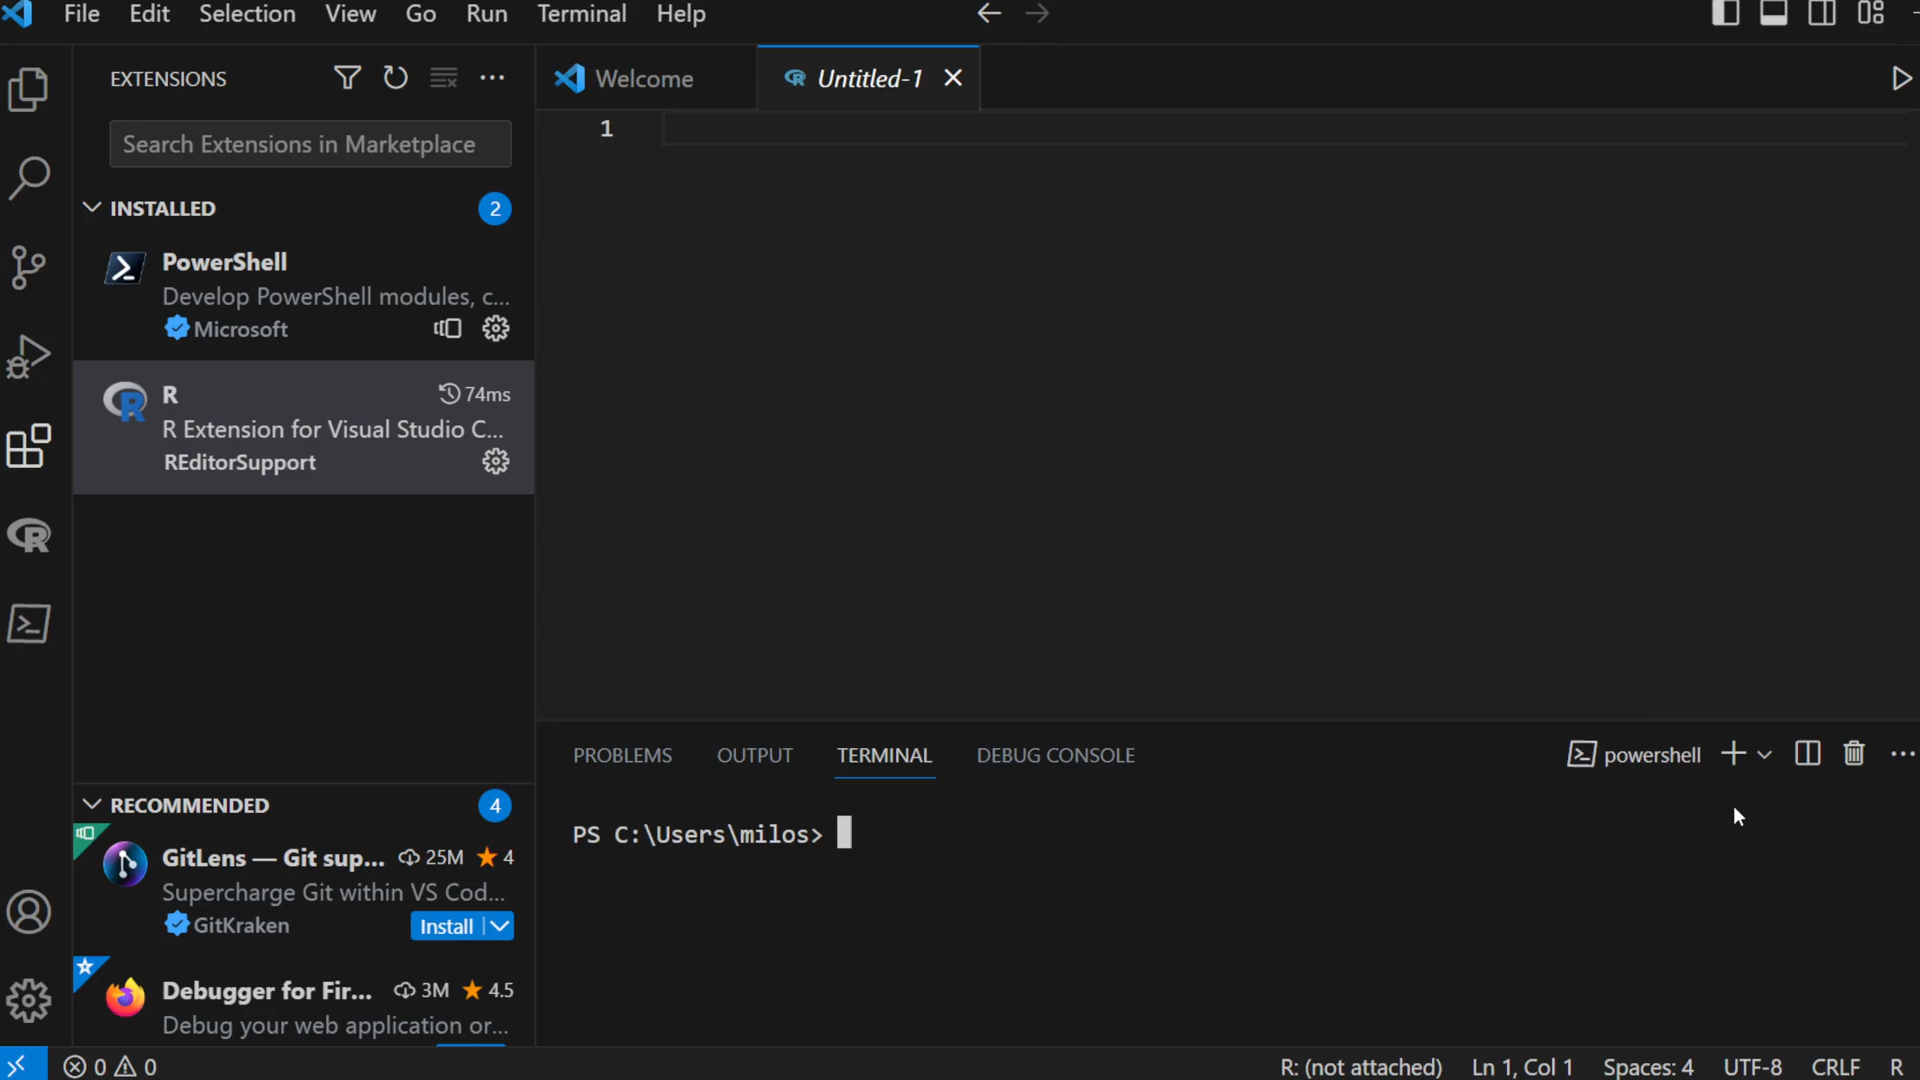 File Edit Selection View Go Run Terminal Help
EXTENSIONS
Search Extensions in Marketplace
INSTALLED 2
PowerShell
Develop PowerShell modules, c...
Microsoft
R 74ms
R Extension for Visual Studio C...
REditorSupport
RECOMMENDED 4
GitLens — Git sup... 25M 4
Supercharge Git within VS Cod...
GitKraken Install
Debugger for Fir... 3M 4.5
Debug your web application or...
Welcome Untitled-1
1
PROBLEMS OUTPUT TERMINAL DEBUG CONSOLE powershell
PS C:\Users\milos>
0 0 R: (not attached) Ln 1, Col 1 Spaces: 4 UTF-8 CRLF R